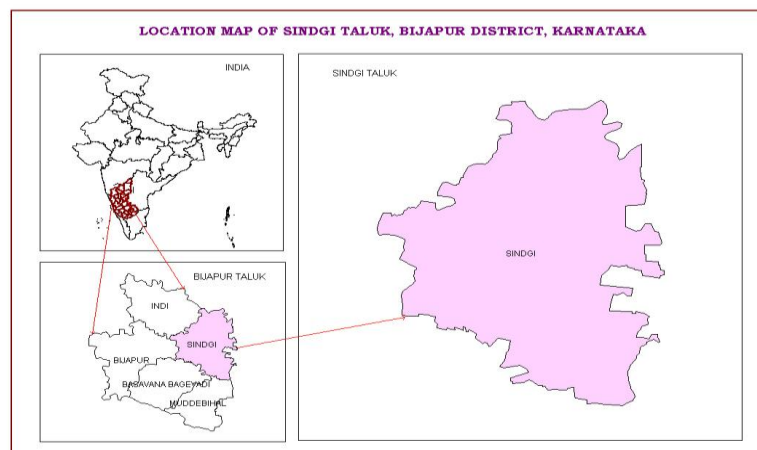 LOCATION MAP OF SINDGI TALUK, BIJAPUR DISTRICT, KARNATAKA
INDIA
SINDGI TALUK
SINDGI
BIJAPUR TALUK
INDI
SINDGI
BIJAPUR
BASAVANA BAGEYADI
MUDDEBIHAL